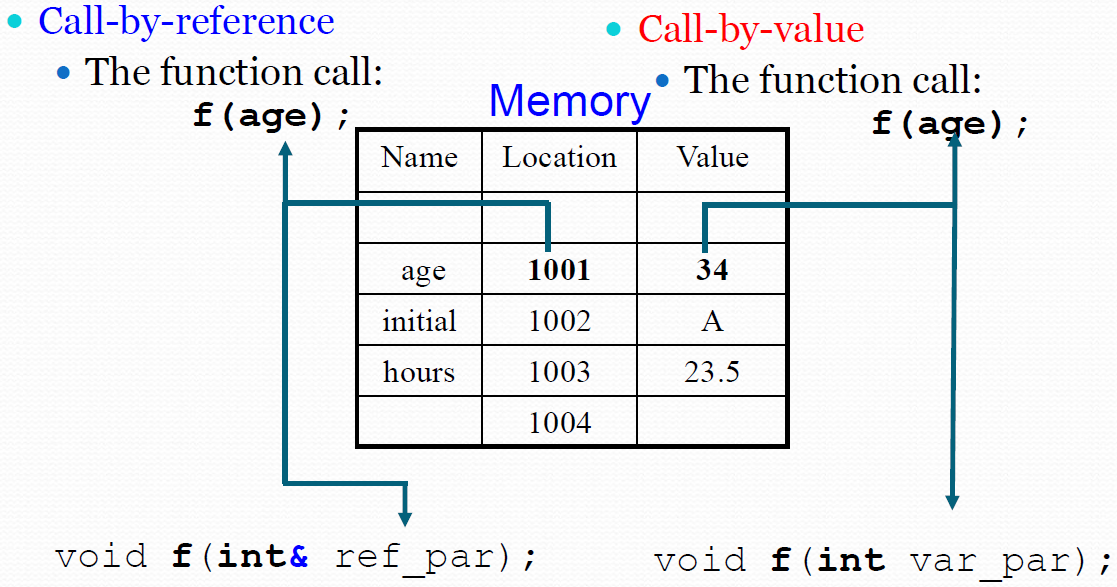 • Call-by-reference
• The function call:
f(age);
• Call-by-value
• The function call:
f(age);
Memory
Name Location Value
age 1001 34
initial 1002 A
hours 1003 23.5
1004
void f(int& ref_par);
void f(int var_par);